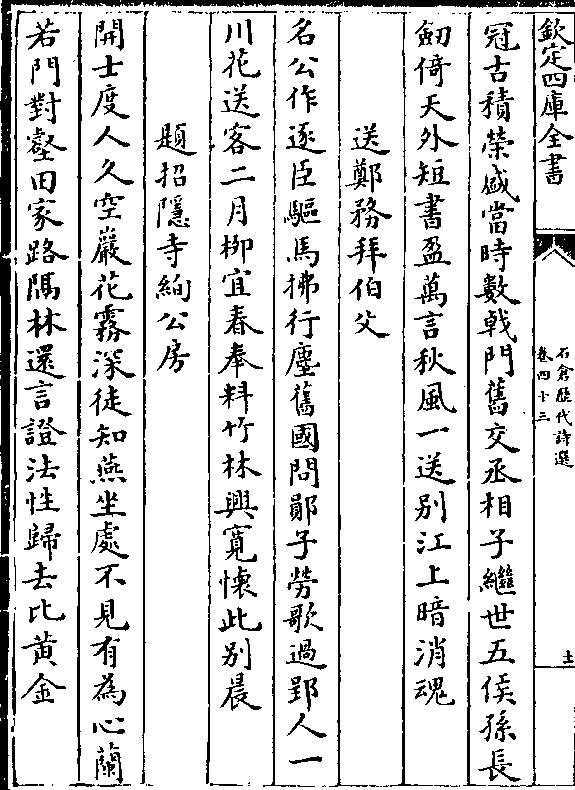 欽定四庫全書
石倉歷代詩選
卷四十三
十
冠古積榮盛當時數戟門舊交丞相子繼世五侯孫長
劒倚天外短書盈萬言秋風一送别江上暗消魂
送鄭務拜伯父
名公作逐臣驅馬拂行塵舊國問鄖子勞歌過郢人一
川花送客二月栁宜春奉料竹林興寛懷此别晨
題招隠寺絢公房
開士度人久空巖花霧深徒知燕坐處不見有為心蘭
若門對壑田家路隔林還言證法性歸去比黄金